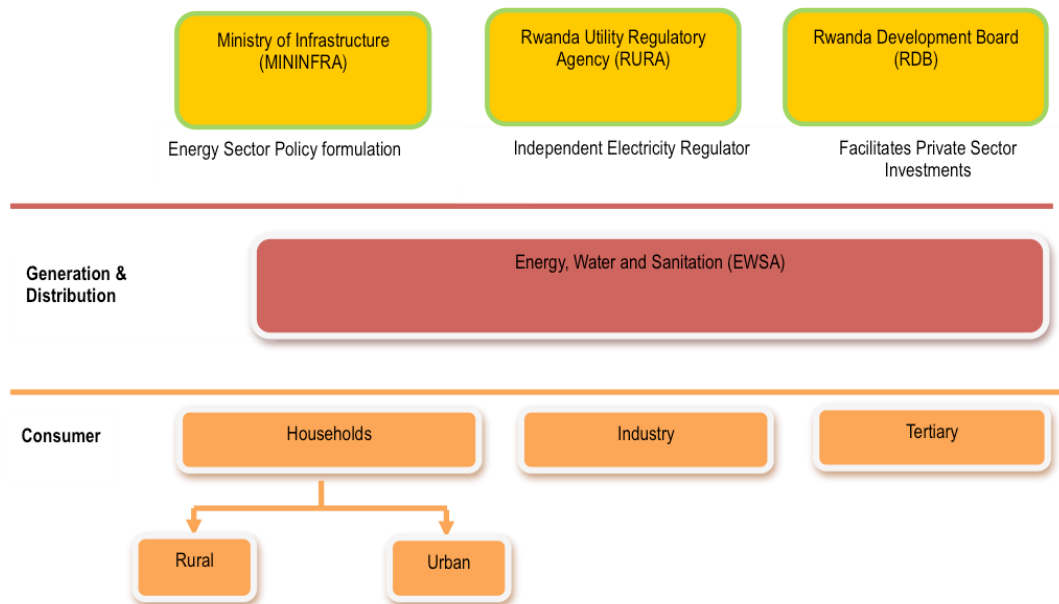 Ministry of Infrastructure
(MININFRA)
Rwanda Utility Regulatory
Agency (RURA)
Rwanda Development Board
(RDB)
Energy Sector Policy formulation
Independent Electricity Regulator
Facilitates Private Sector
Investments
Generation &
Distribution
Energy, Water and Sanitation (EWSA)
Consumer
Households
Industry
Tertiary
Rural
Urban